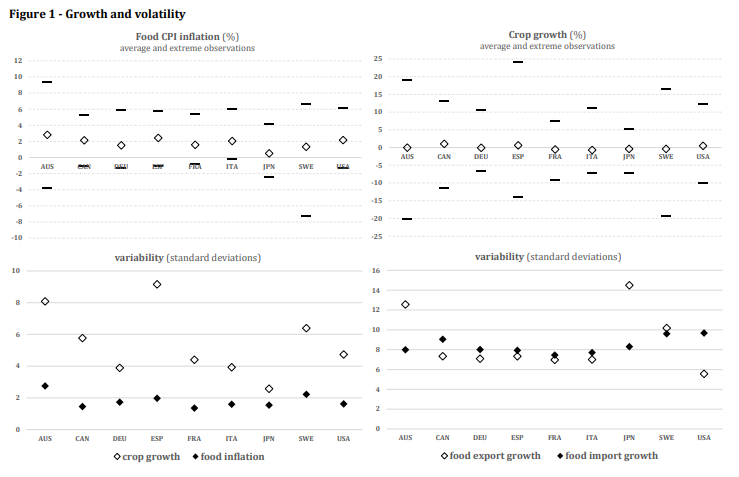 Figure 1 - Growth and volatility
Food CPI inflation (%)
average and extreme observations
12
10
8
6
4
2
0
-2
-4
-6
-8
-10
AUS CAN DEU ESP FRA ITA JPN SWE USA
Crop growth (%)
average and extreme observations
25
20
15
10
5
0
-5
-10
-15
-20
-25
AUS CAN DEU ESP FRA ITA JPN SWE USA
variability (standard deviations)
10
8
6
4
2
0
AUS CAN DEU ESP FRA ITA JPN SWE USA
crop growth food inflation
variability (standard deviations)
16
14
12
10
8
6
4
2
0
AUS CAN DEU ESP FRA ITA JPN SWE USA
food export growth food import growth